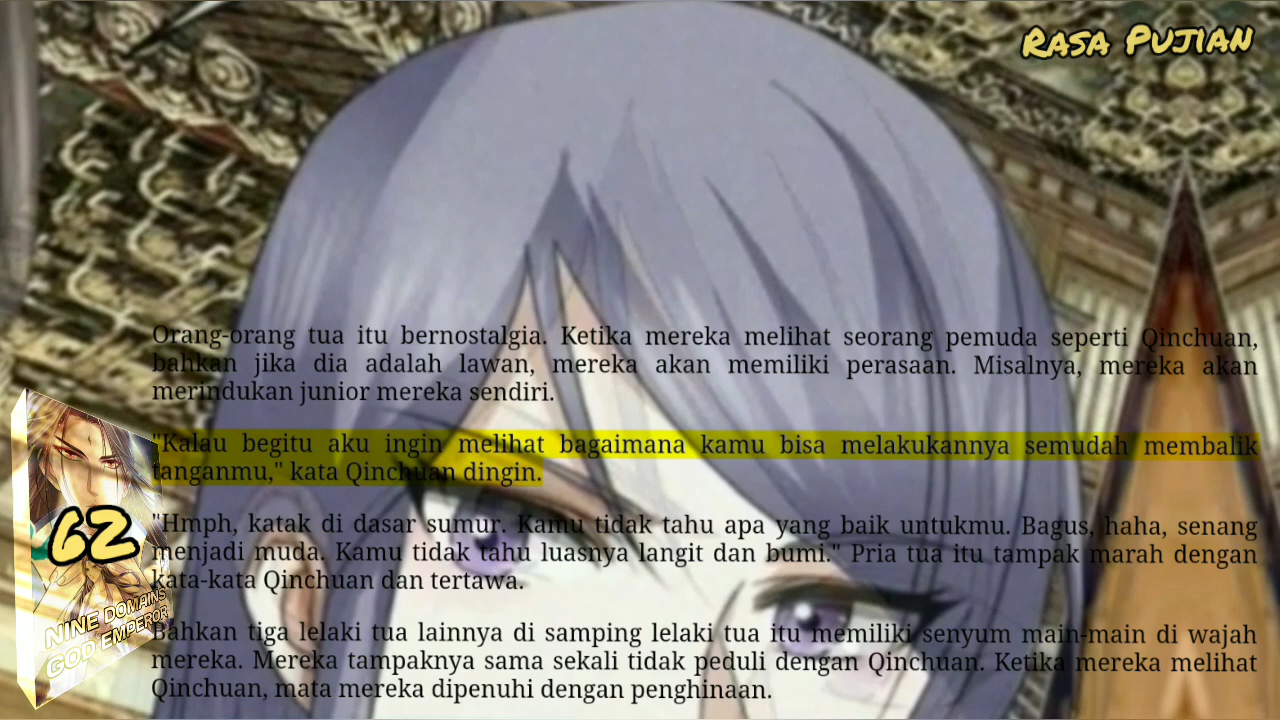 Rasa Pujian
Orang-orang tua itu bernostalgia. Ketika mereka melihat seorang pemuda seperti Qinchuan,
bahkan jika dia adalah lawan, mereka akan memiliki perasaan. Misalnya, mereka akan
merindukan junior mereka sendiri.
"Kalau begitu aku ingin melihat bagaimana kamu bisa melakukannya semudah membalik
tanganmu," kata Qinchuan dingin.
"Hmph, katak di dasar sumur. Kamu tidak tahu apa yang baik untukmu. Bagus, haha, senang
menjadi muda. Kamu tidak tahu luasnya langit dan bumi." Pria tua itu tampak marah dengan
kata-kata Qinchuan dan tertawa.
Bahkan tiga lelaki tua lainnya di samping lelaki tua itu memiliki senyum main-main di wajah
mereka. Mereka tampaknya sama sekali tidak peduli dengan Qinchuan. Ketika mereka melihat
Qinchuan, mata mereka dipenuhi dengan penghinaan.
62
NINE DOMAINS
GOD EMPEROR